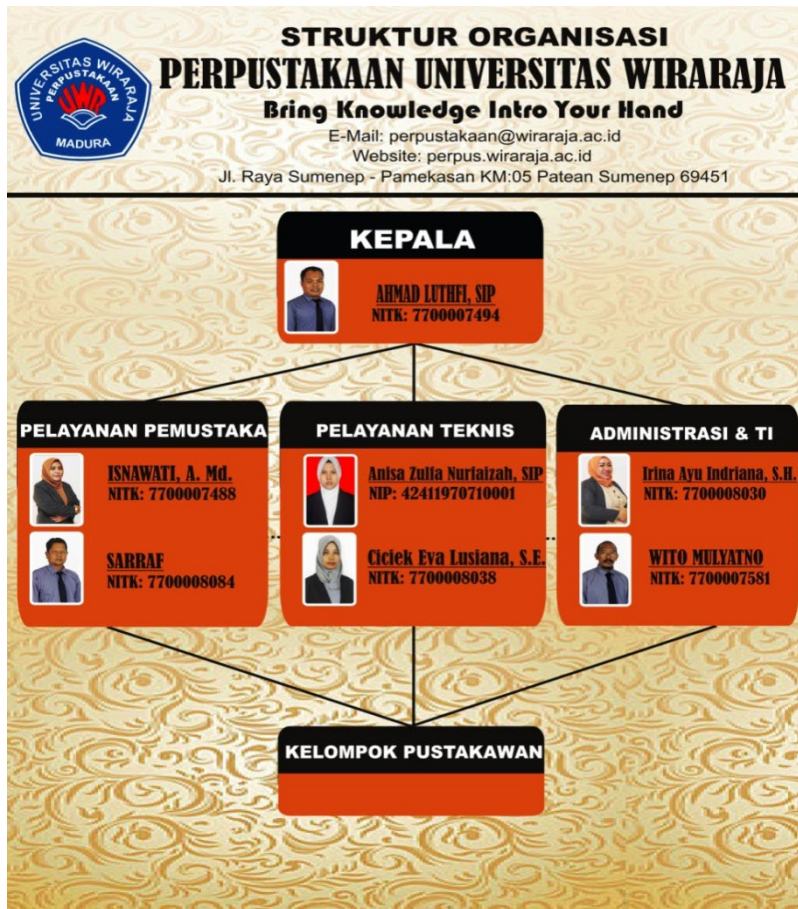 STRUKTUR ORGANISASI
PERPUSTAKAAN UNIVERSITAS WIRARAJA
Bring Knowledge Intro Your Hand
E-Mail: perpustakaan@wiraraja.ac.id
Website: perpus.wiraraja.ac.id
Jl. Raya Sumenep - Pamekasan KM:05 Patean Sumenep 69451
UNIVERSITAS WIRARAJA
PERPUSTAKAAN
UWR
MADURA
KEPALA
AHMAD LUTHFI, SIP
NITK: 7700007494
PELAYANAN PEMUSTAKA
ISNAWATI, A. Md.
NITK: 7700007488
SARRAF
NITK: 7700008084
PELAYANAN TEKNIS
Anisa Zulfa Nurfaizah, SIP
NIP: 42411970710001
Ciciek Eva Lusiana, S.E.
NITK: 7700008038
ADMINISTRASI & TI
Irina Ayu Indriana, S.H.
NITK: 7700008030
WITO MULYATNO
NITK: 7700007581
KELOMPOK PUSTAKAWAN